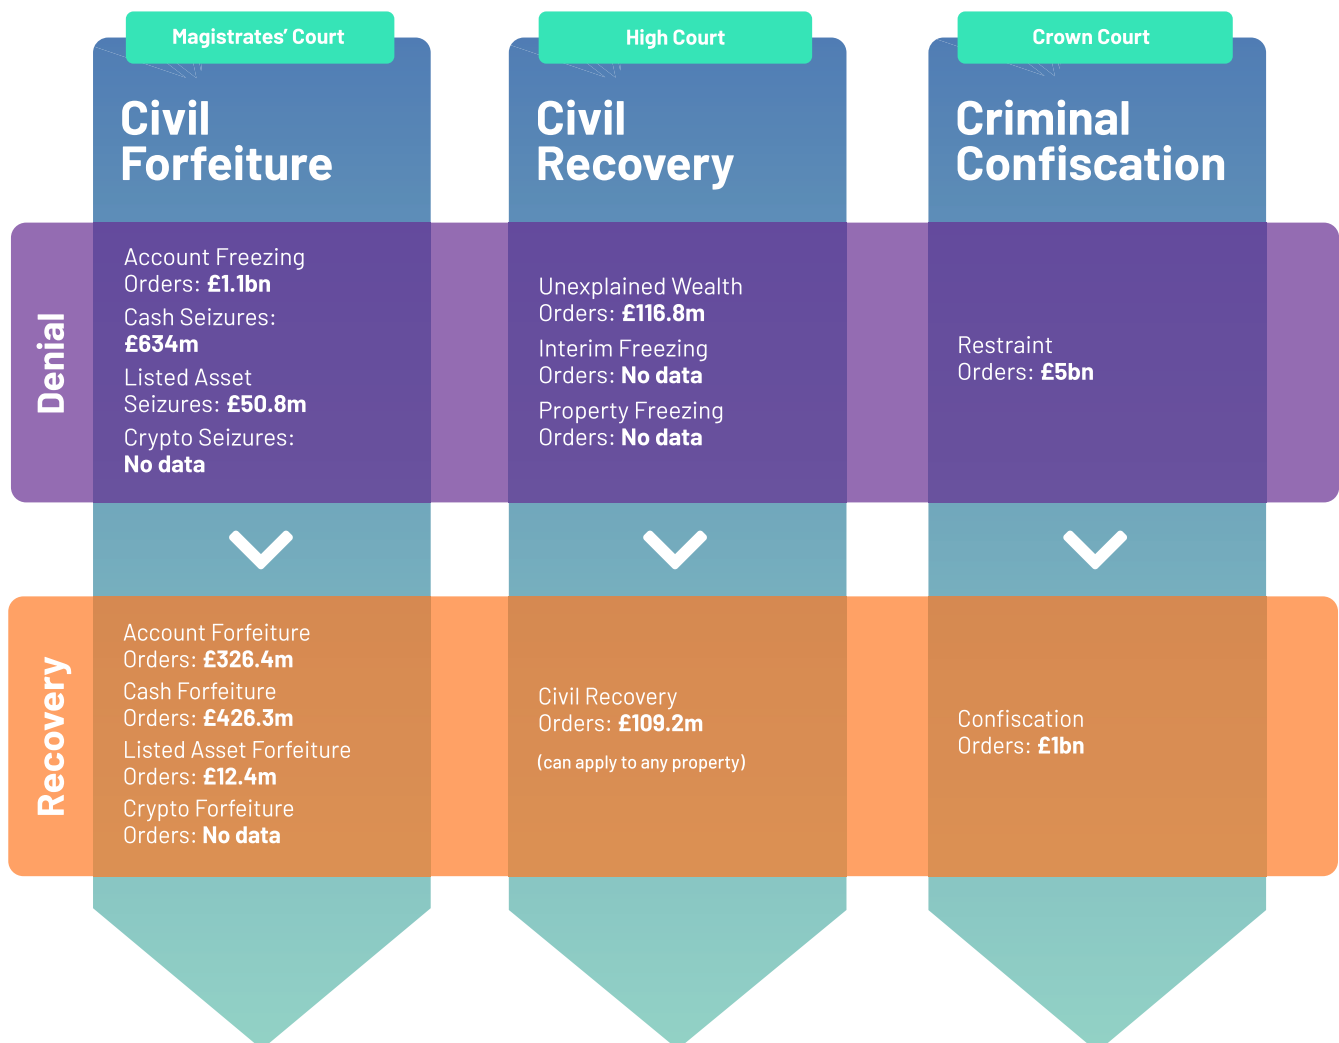 Magistrates’ Court
Civil
Forfeiture
High Court
Civil
Recovery
Crown Court
Criminal
Confiscation
Denial
Account Freezing
Orders: £1.1bn
Cash Seizures:
£634m
Listed Asset
Seizures: £50.8m
Crypto Seizures:
No data
Unexplained Wealth
Orders: £116.8m
Interim Freezing
Orders: No data
Property Freezing
Orders: No data
Restraint
Orders: £5bn
Recovery
Account Forfeiture
Orders: £326.4m
Cash Forfeiture
Orders: £426.3m
Listed Asset Forfeiture
Orders: £12.4m
Crypto Forfeiture
Orders: No data
Civil Recovery
Orders: £109.2m
(can apply to any property)
Confiscation
Orders: £1bn